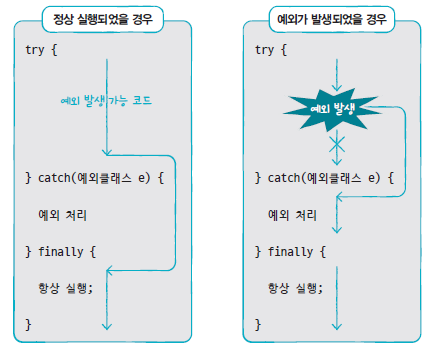 정상 실행되었을 경우
try {
예외 발생 가능 코드
} catch(예외클래스 e) {
예외 처리
} finally {
항상 실행;
}
예외가 발생되었을 경우
try {
예외 발생
} catch(예외클래스 e) {
예외 처리
} finally {
항상 실행;
}